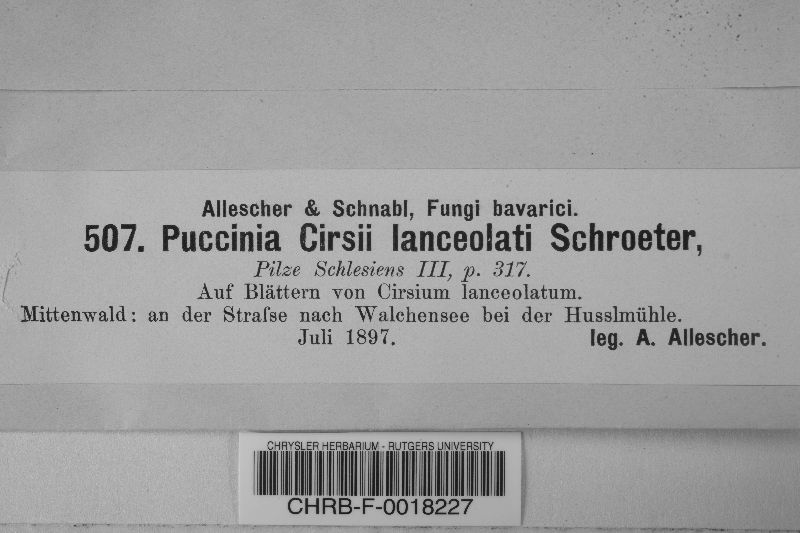 Allescher & Schnabl, Fungi bavarici.
507. Puccinia Cirsii lanceolati Schroeter,
Pilze Schlesiens III, p. 317.
Auf Blättern von Cirsium lanceolatum.
Mittenwald: an der Straſse nach Walchensee bei der Husslmühle.
Juli 1897. leg. A. Allescher.
CHRYSLER HERBARIUM - RUTGERS UNIVERSITY
CHRB-F-0018227